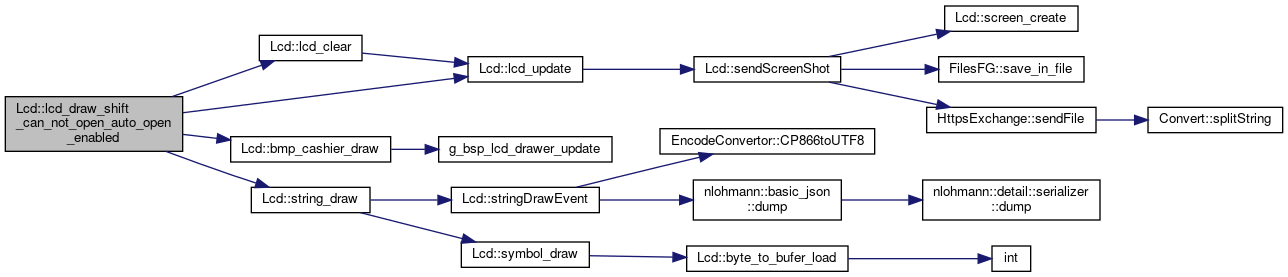 Lcd::lcd_draw_shift
_can_not_open_auto_open
_enabled
Lcd::lcd_clear
Lcd::lcd_update
Lcd::sendScreenShot
Lcd::screen_create
FilesFG::save_in_file
HttpsExchange::sendFile
Convert::splitString
Lcd::bmp_cashier_draw
g_bsp_lcd_drawer_update
Lcd::string_draw
Lcd::stringDrawEvent
EncodeConvertor::CP866toUTF8
nlohmann::basic_json
::dump
nlohmann::detail::serializer
::dump
Lcd::symbol_draw
Lcd::byte_to_bufer_load
int